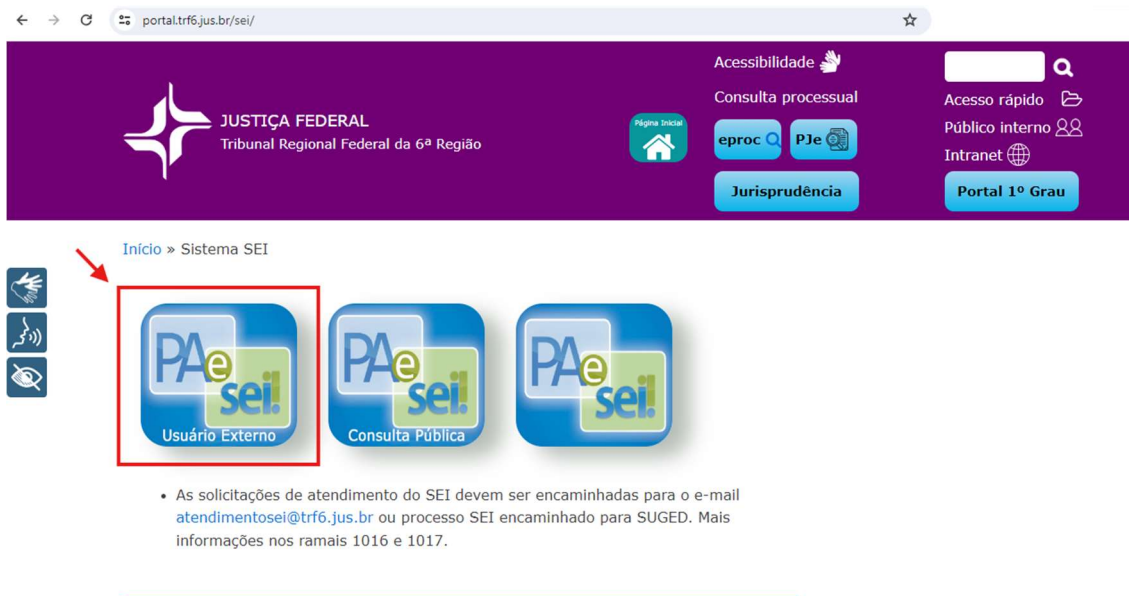 portal.trf6.jus.br/sei/
JUSTIÇA FEDERAL
Tribunal Regional Federal da 6ª Região
Página Inicial
Acessibilidade
Consulta processual
eproc
PJe
Jurisprudência
Acesso rápido
Público interno
Intranet
Portal 1º Grau
Início » Sistema SEI
PAe
sei!
Usuário Externo
PAe
sei!
Consulta Pública
PAe
sei!
• As solicitações de atendimento do SEI devem ser encaminhadas para o e-mail
atendimentosei@trf6.jus.br ou processo SEI encaminhado para SUGED. Mais
informações nos ramais 1016 e 1017.